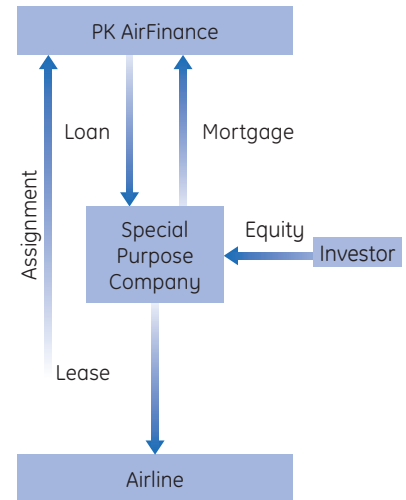 PK AirFinance
Loan
Mortgage
Assignment
Special
Purpose
Company
Equity
Investor
Lease
Airline